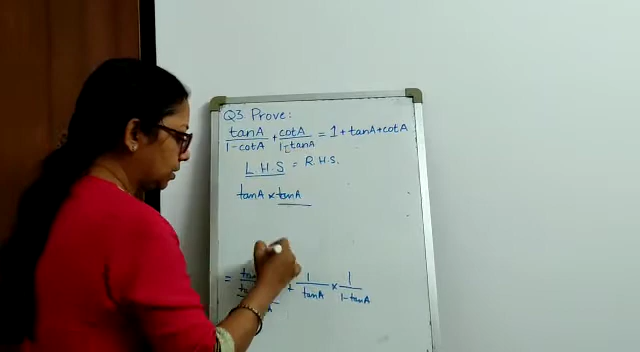 Q3 Prove:
tanA/1-cotA + cotA/1-tanA = 1 + tanA + cotA
L.H.S = R.H.S.
tanA × tanA
= + 1/tanA × 1/1-tanA